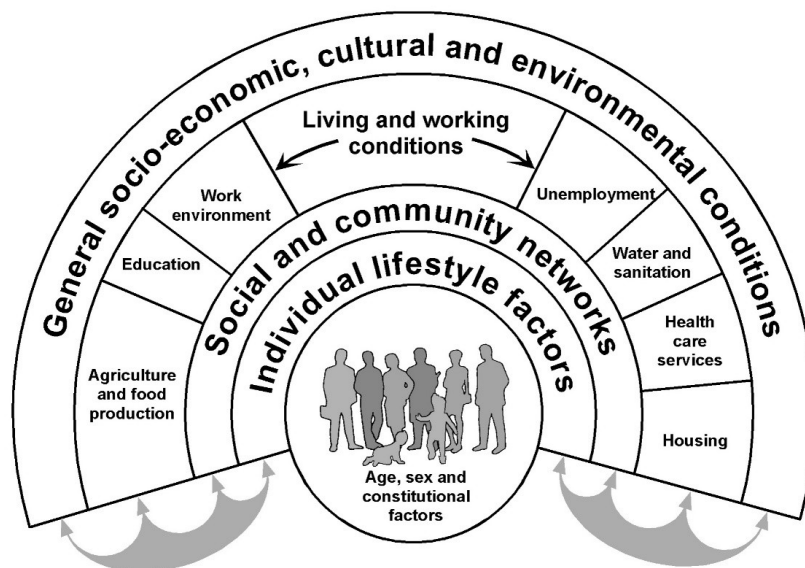 General socio-economic, cultural and environmental conditions
Living and working
conditions
Work
environment
Education
Agriculture and
and food
production
Unemployment
Water and
sanitation
Health
care
services
Housing
Social and community networks
Individual lifestyle factors
Age, sex and
constitutional
factors